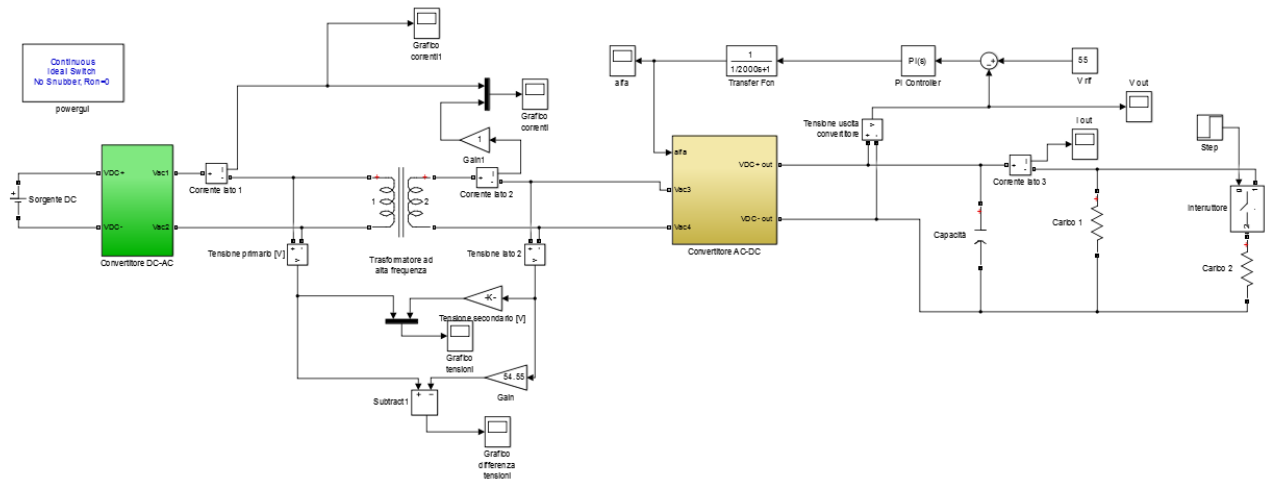 Continuous
Ideal Switch
No Snubber, Ron=0
powergui
Grafico
correnti1
Grafico
correnti
1
Gain1
alfa
1
1/2000s+1
Transfer Fcn
PI(s)
PI Controller
55
V rif
V out
I out
Tensione uscita
convertitore
Step
Sorgente DC
VDC+
VDC-
Vac1
Vac2
Convertitore DC-AC
Corrente lato 1
1
2
Trasformatore ad
alta frequenza
Corrente lato 2
Tensione primario [V]
Tensione lato 2
alfa
Vac3
Vac4
VDC+ out
VDC- out
Convertitore AC-DC
Corrente lato 3
Capacità
Carico 1
Interruttore
1
2
Carico 2
-K-
Tensione secondario [V]
Grafico
tensioni
54.55
Gain
Subtract1
Grafico
differenza
tensioni